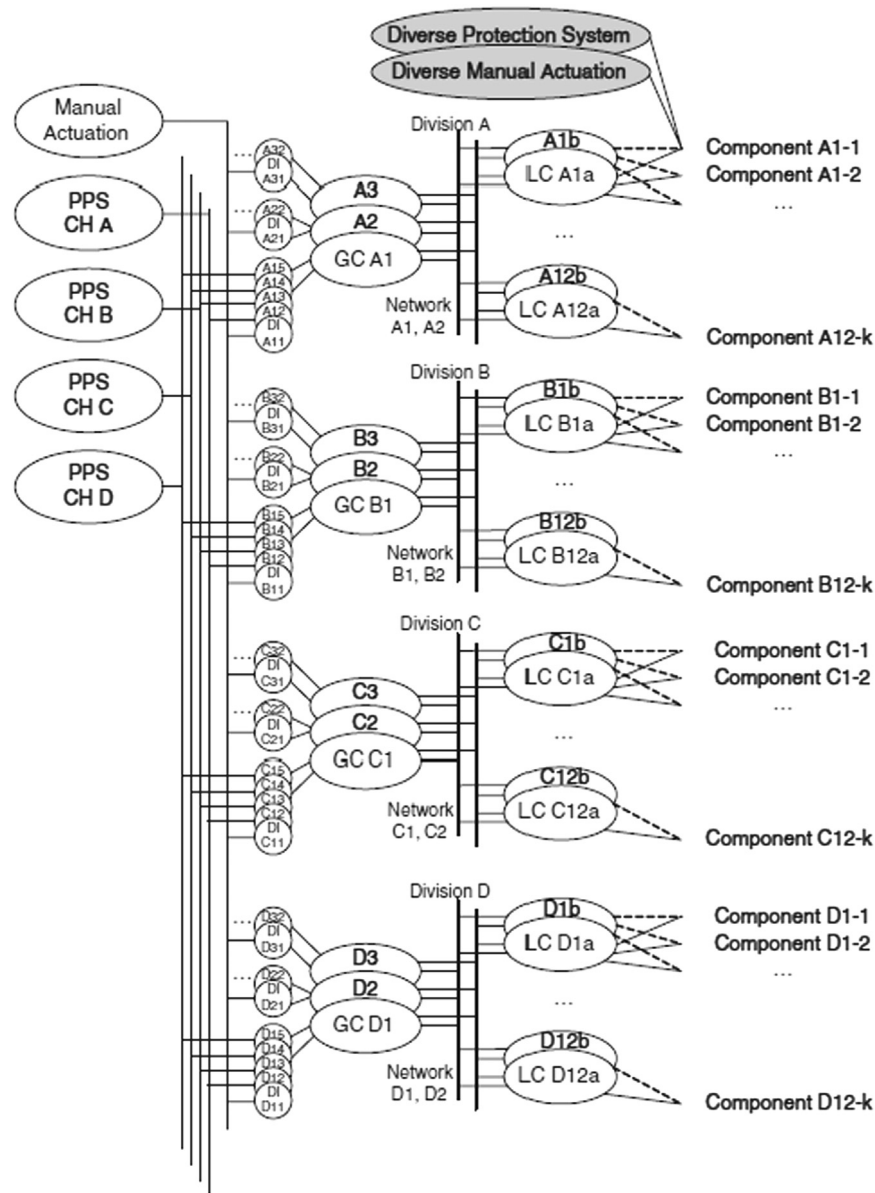 Diverse Protection System
Diverse Manual Actuation
Manual
Actuation
PPS
CH A
PPS
CH B
PPS
CH C
PPS
CH D
Division A
... A32
DI
A31
... A22
DI
A21
A15
A14
A13
A12
DI
A11
A3
A2
GC A1
Network
A1, A2
A1b
LC A1a
...
A12b
LC A12a
Component A1-1
Component A1-2
...
Component A12-k
Division B
... B32
DI
B31
... B22
DI
B21
B15
B14
B13
B12
DI
B11
B3
B2
GC B1
Network
B1, B2
B1b
LC B1a
...
B12b
LC B12a
Component B1-1
Component B1-2
...
Component B12-k
Division C
... C32
DI
C31
... C22
DI
C21
C15
C14
C13
C12
DI
C11
C3
C2
GC C1
Network
C1, C2
C1b
LC C1a
...
C12b
LC C12a
Component C1-1
Component C1-2
...
Component C12-k
Division D
... D32
DI
D31
... D22
DI
D21
D15
D14
D13
D12
DI
D11
D3
D2
GC D1
Network
D1, D2
D1b
LC D1a
...
D12b
LC D12a
Component D1-1
Component D1-2
...
Component D12-k